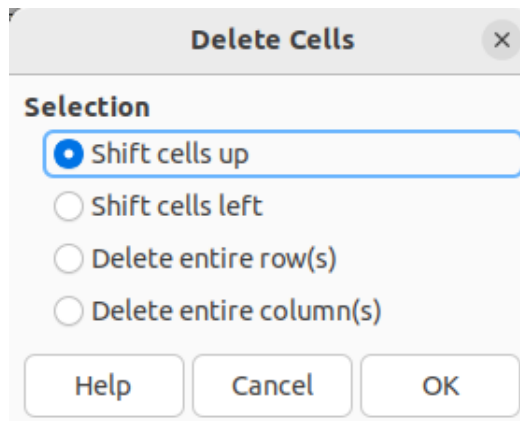 Delete Cells
Selection
Shift cells up
Shift cells left
Delete entire row(s)
Delete entire column(s)
Help Cancel OK